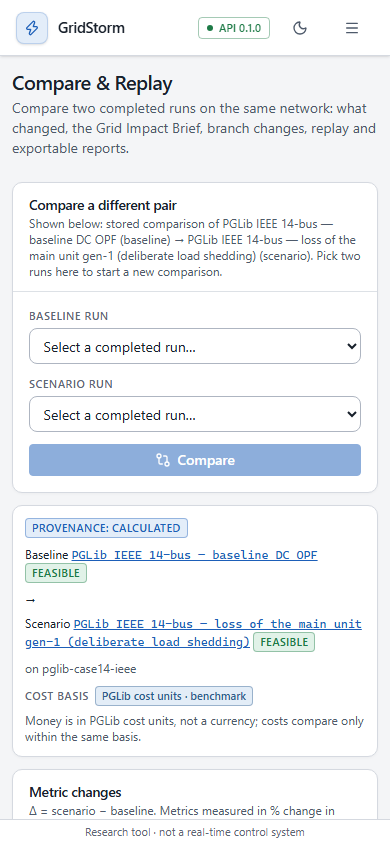 GridStorm
API 0.1.0
Compare & Replay
Compare two completed runs on the same network: what
changed, the Grid Impact Brief, branch changes, replay and
exportable reports.
Compare a different pair
Shown below: stored comparison of PGLib IEEE 14-bus —
baseline DC OPF (baseline) → PGLib IEEE 14-bus — loss of the
main unit gen-1 (deliberate load shedding) (scenario). Pick two
runs here to start a new comparison.
BASELINE RUN
Select a completed run...
SCENARIO RUN
Select a completed run...
Compare
PROVENANCE: CALCULATED
Baseline PGLib IEEE 14-bus — baseline DC OPF
FEASIBLE
→
Scenario PGLib IEEE 14-bus — loss of the main unit
gen-1 (deliberate load shedding) FEASIBLE
on pglib-case14-ieee
COST BASIS PGLib cost units · benchmark
Money is in PGLib cost units, not a currency; costs compare only
within the same basis.
Metric changes
Δ = scenario − baseline. Metrics measured in % change in
Research tool · not a real-time control system